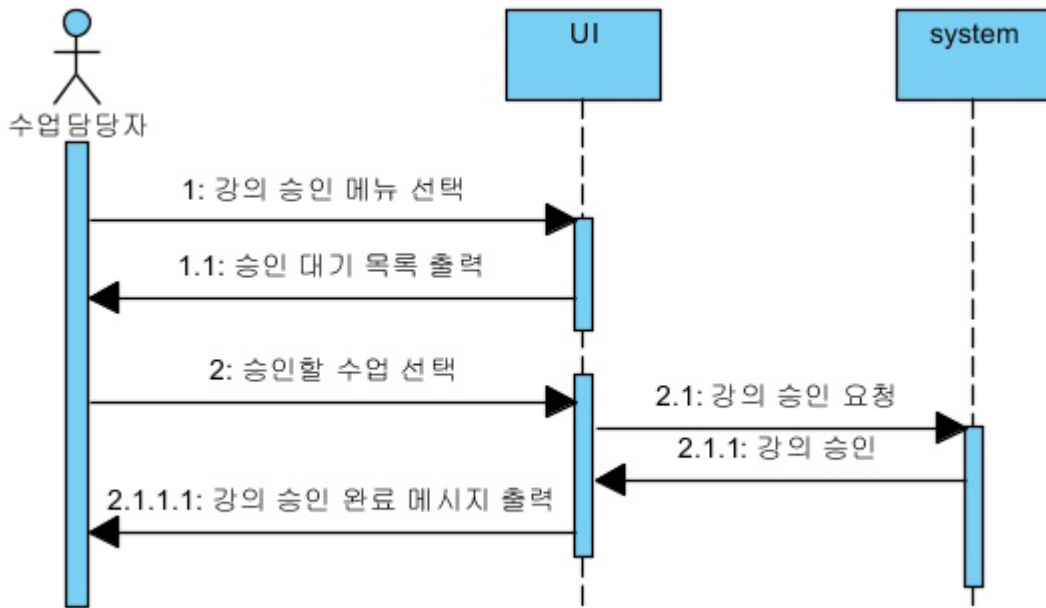 UI
system
수업담당자
1: 강의 승인 메뉴 선택
1.1: 승인 대기 목록 출력
2: 승인할 수업 선택
2.1: 강의 승인 요청
2.1.1: 강의 승인
2.1.1.1: 강의 승인 완료 메시지 출력